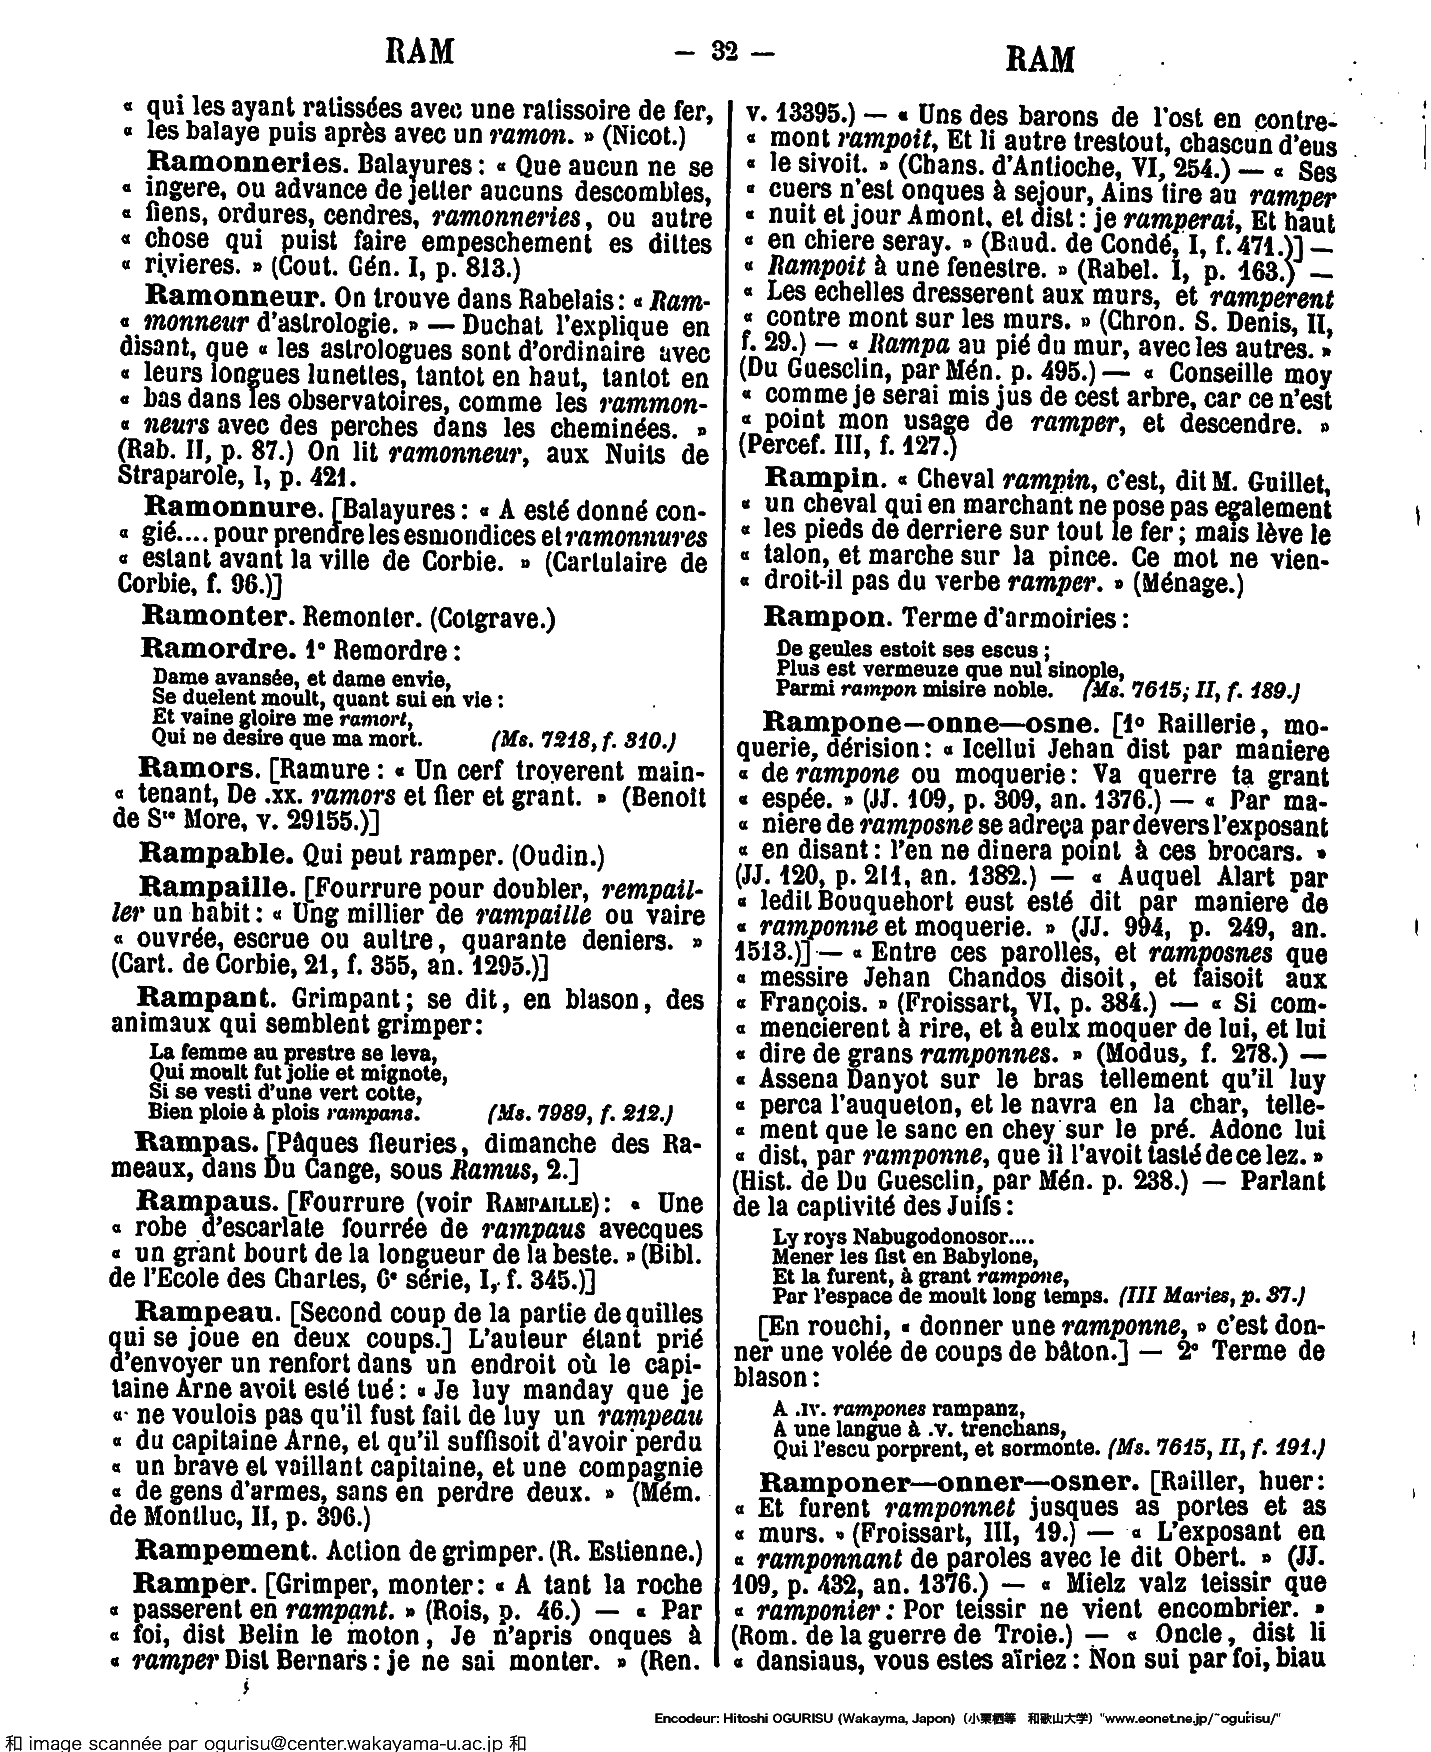 RAM — 32 — RAM
« qui les ayant ratissées avec une ratissoire de fer,
« les balaye puis après avec un ramon. » (Nicot.)
Ramonneries. Balayures : « Que aucun ne se
« ingere, ou advance de jetter aucuns descombles,
« fiens, ordures, cendres, ramonneries, ou autre
« chose qui puist faire empeschement es dittes
« rivieres. » (Cout. Gén. I, p. 813.)
Ramonneur. On trouve dans Rabelais : « Ram-
« monneur d'astrologie. » — Duchat l'explique en
disant, que « les astrologues sont d'ordinaire avec
« leurs longues lunettes, tantot en haut, tantot en
« bas dans les observatoires, comme les rammon-
« neurs avec des perches dans les cheminées. »
(Rab. II, p. 87.) On lit ramonneur, aux Nuits de
Straparole, I, p. 421.
Ramonnure. [Balayures : « A esté donné con-
« gié.... pour prendre les esmondices et ramonnures
« estant avant la ville de Corbie. » (Cartulaire de
Corbie, f. 96.)]
Ramonter. Remonter. (Cotgrave.)
Ramordre. 1° Remordre :
Dame avansée, et dame envie,
Se duelent moult, quant sui en vie :
Et vaine gloire me ramort,
Qui ne desire que ma mort. (Ms. 7218, f. 310.)
Ramors. [Ramure : « Un cerf troverent main-
« tenant, De .xx. ramors et fier et grant. » (Benoit
de Ste More, v. 29155.)]
Rampable. Qui peut ramper. (Oudin.)
Rampaille. [Fourrure pour doubler, rempail-
ler un habit : « Ung millier de rampaille ou vaire
« ouvrée, escrue ou aultre, quarante deniers. »
(Cart. de Corbie, 21, f. 355, an. 1295.)]
Rampant. Grimpant ; se dit, en blason, des
animaux qui semblent grimper :
La femme au prestre se leva,
Qui moult fut jolie et mignote,
Si se vesti d'une vert cotte,
Bien ploie à plois rampans. (Ms. 7989, f. 212.)
Rampas. [Pâques fleuries, dimanche des Ra-
meaux, dans Du Cange, sous Ramus, 2.]
Rampaus. [Fourrure (voir RAMPAILLE) : « Une
« robe d'escarlate fourrée de rampaus avecques
« un grant bourt de la longueur de la beste. » (Bibl.
de l'Ecole des Chartes, 6e série, I, f. 345.)]
Rampeau. [Second coup de la partie de quilles
qui se joue en deux coups.] L'auteur étant prié
d'envoyer un renfort dans un endroit où le capi-
taine Arne avoit esté tué : « Je luy manday que je
« ne voulois pas qu'il fust fait de luy un rampeau
« du capitaine Arne, et qu'il suffisoit d'avoir perdu
« un brave et vaillant capitaine, et une compagnie
« de gens d'armes, sans en perdre deux. » (Mém.
de Montluc, II, p. 396.)
Rampement. Action de grimper. (R. Estienne.)
Ramper. [Grimper, monter : « A tant la roche
« passerent en rampant. » (Rois, p. 46.) — « Par
« foi, dist Belin le moton, Je n'apris onques à
« ramper Dist Bernars : je ne sai monter. » (Ren.
v. 13395.) — « Uns des barons de l'ost en contre-
« mont rampoit, Et li autre trestout, chascun d'eus
« le sivoit. » (Chans. d'Antioche, VI, 254.) — « Ses
« cuers n'est onques à sejour, Ains tire au ramper
« nuit et jour Amont, et dist : je ramperai, Et haut
« en chiere seray. » (Baud. de Condé, I, f. 471.)] —
« Rampoit à une fenestre. » (Rabel. I, p. 163.) —
« Les echelles dresserent aux murs, et ramperent
« contre mont sur les murs. » (Chron. S. Denis, II,
f. 29.) — « Rampa au pié du mur, avec les autres. »
(Du Guesclin, par Mén. p. 495.) — « Conseille moy
« comme je serai mis jus de cest arbre, car ce n'est
« point mon usage de ramper, et descendre. »
(Percef. III, f. 127.)
Rampin. « Cheval rampin, c'est, dit M. Guillet,
« un cheval qui en marchant ne pose pas egalement
« les pieds de derriere sur tout le fer ; mais lève le
« talon, et marche sur la pince. Ce mot ne vien-
« droit-il pas du verbe ramper. » (Ménage.)
Rampon. Terme d'armoiries :
De geules estoit ses escus ;
Plus est vermeuze que nul sinople,
Parmi rampon misire noble. (Ms. 7615, II, f. 189.)
Rampone—onne—osne. [1° Raillerie, mo-
querie, dérision : « Icellui Jehan dist par maniere
« de rampone ou moquerie : Va querre ta grant
« espée. » (JJ. 109, p. 309, an. 1376.) — « Par ma-
« niere de ramposne se adreça par devers l'exposant
« en disant : l'en ne dinera point à ces brocars. »
(JJ. 120, p. 211, an. 1382.) — « Auquel Alart par
« ledit Bouquehort eust esté dit par maniere de
« ramponne et moquerie. » (JJ. 994, p. 249, an.
1513.)] — « Entre ces parolles, et ramposnes que
« messire Jehan Chandos disoit, et faisoit aux
« François. » (Froissart, VI, p. 384.) — « Si com-
« mencierent à rire, et à eulx moquer de lui, et lui
« dire de grans ramponnes. » (Modus, f. 278.) —
« Assena Danyot sur le bras tellement qu'il luy
« perca l'auqueton, et le navra en la char, telle-
« ment que le sanc en chey sur le pré. Adonc lui
« dist, par ramponne, que il l'avoit tasté de ce lez. »
(Hist. de Du Guesclin, par Mén. p. 238.) — Parlant
de la captivité des Juifs :
Ly roys Nabugodonosor....
Mener les fist en Babylone,
Et la furent, à grant rampone,
Par l'espace de moult long temps. (III Maries, p. 37.)
[En rouchi, « donner une ramponne, » c'est don-
ner une volée de coups de bâton.] — 2° Terme de
blason :
A .IV. rampones rampanz,
A une langue à .v. trenchans,
Qui l'escu porprent, et sormonte. (Ms. 7615, II, f. 191.)
Ramponer—onner—osner. [Railler, huer :
« Et furent ramponnet jusques as portes et as
« murs. » (Froissart, III, 19.) — « L'exposant en
« ramponnant de paroles avec le dit Obert. » (JJ.
109, p. 432, an. 1376.) — « Mielz valz teissir que
« ramponier : Por teissir ne vient encombrier. »
(Rom. de la guerre de Troie.) — « Oncle, dist li
« dansiaus, vous estes aïriez : Non sui par foi, biau
Encodeur: Hitoshi OGURISU (Wakayma, Japon) (小栗栖等 和歌山大学) "www.eonet.ne.jp/~ogurisu/"
和 image scannée par ogurisu@center.wakayama-u.ac.jp 和